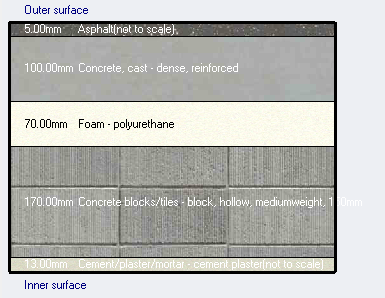 Outer surface
5.00mm Asphalt(not to scale)
100.00mm Concrete, cast - dense, reinforced
70.00mm Foam - polyurethane
170.00mm Concrete blocks/tiles - block, hollow, mediumweight, 150mm
13.00mm Cement/plaster/mortar - cement plaster(not to scale)
Inner surface